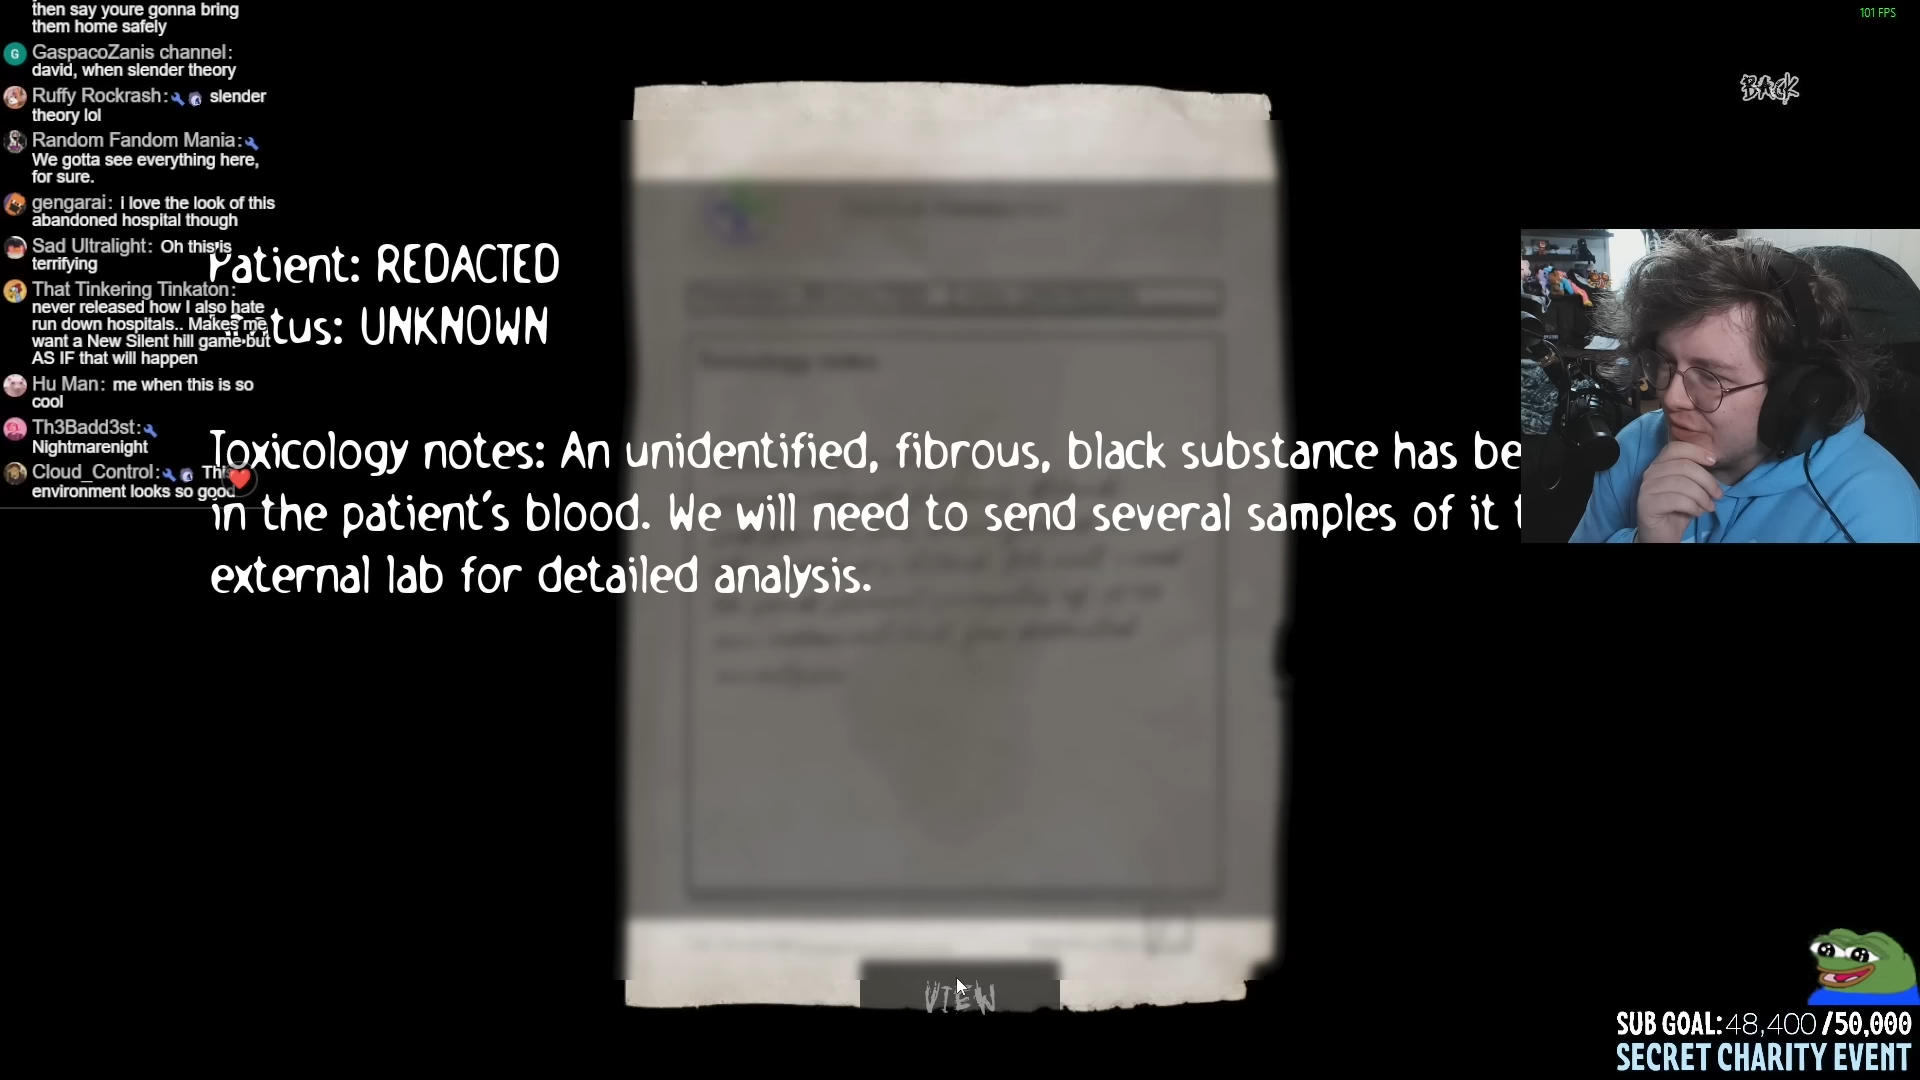 then say youre gonna bring
them home safely
GaspacoZanis channel:
david, when slender theory
Ruffy Rockrash: slender
theory lol
Random Fandom Mania:
We gotta see everything here,
for sure.
gengarai: i love the look of this
abandoned hospital though
Sad Ultralight: Oh this is
terrifying
That Tinkering Tinkaton:
never released how I also hate
run down hospitals.. Makes me
want a New Silent hill game but
AS IF that will happen
Hu Man: me when this is so
cool
Th3Badd3st:
Nightmarenight
Cloud_Control: This
environment looks so good
Patient: REDACTED
Status: UNKNOWN
Toxicology notes: An unidentified, fibrous, black substance has be
in the patient's blood. We will need to send several samples of it t
external lab for detailed analysis.
VIEW
BACK
101 FPS
SUB GOAL: 48,400/50,000
SECRET CHARITY EVENT